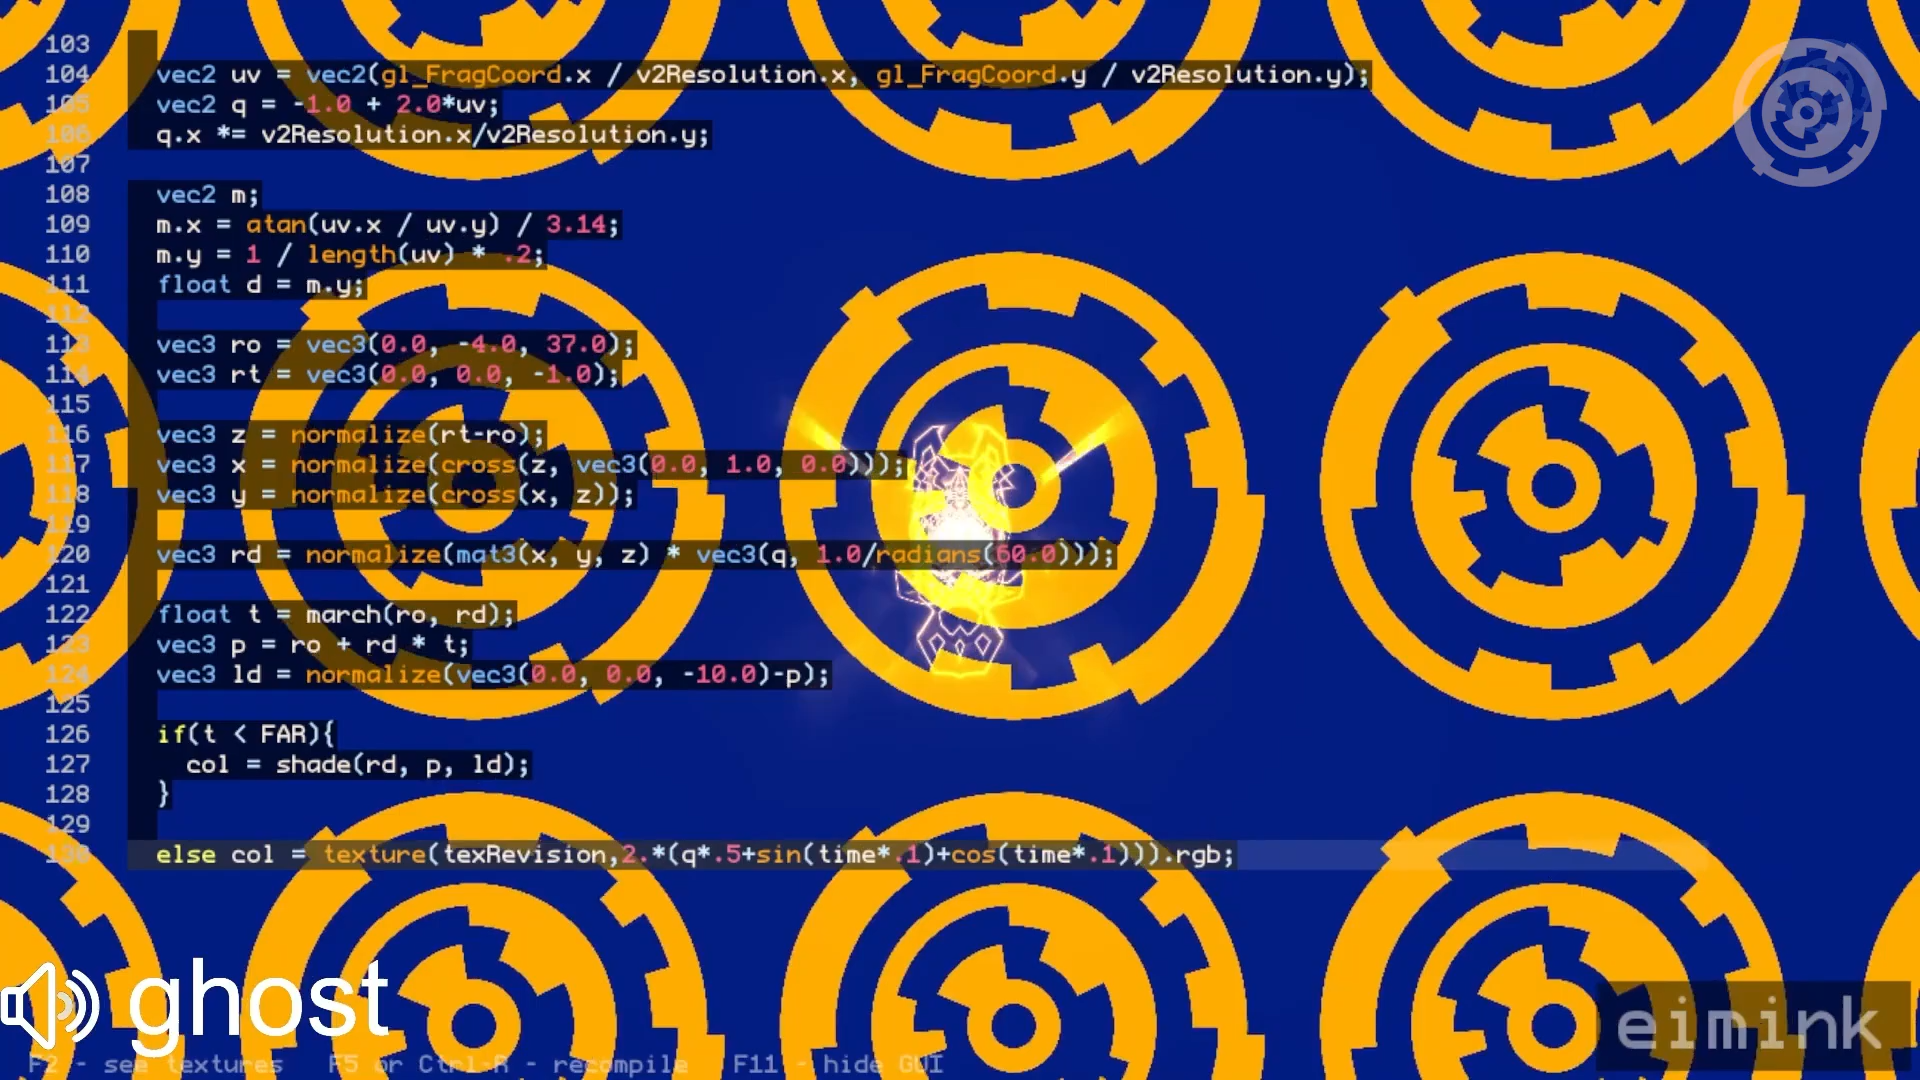 103
104 vec2 uv = vec2(gl_FragCoord.x / v2Resolution.x, gl_FragCoord.y / v2Resolution.y);
105 vec2 q = -1.0 + 2.0*uv;
106 q.x *= v2Resolution.x/v2Resolution.y;
107
108 vec2 m;
109 m.x = atan(uv.x / uv.y) / 3.14;
110 m.y = 1 / length(uv) * .2;
111 float d = m.y;
112
113 vec3 ro = vec3(0.0, -4.0, 37.0);
114 vec3 rt = vec3(0.0, 0.0, -1.0);
115
116 vec3 z = normalize(rt-ro);
117 vec3 x = normalize(cross(z, vec3(0.0, 1.0, 0.0)));
118 vec3 y = normalize(cross(x, z));
119
120 vec3 rd = normalize(mat3(x, y, z) * vec3(q, 1.0/radians(60.0)));
121
122 float t = march(ro, rd);
123 vec3 p = ro + rd * t;
124 vec3 ld = normalize(vec3(0.0, 0.0, -10.0)-p);
125
126 if(t < FAR){
127 col = shade(rd, p, ld);
128 }
129
130 else col = texture(texRevision,2.*(q*.5+sin(time*.1)+cos(time*.1))).rgb;
ghost
eimink
F2 - see textures F5 or Ctrl-R - recompile F11 - hide GUI